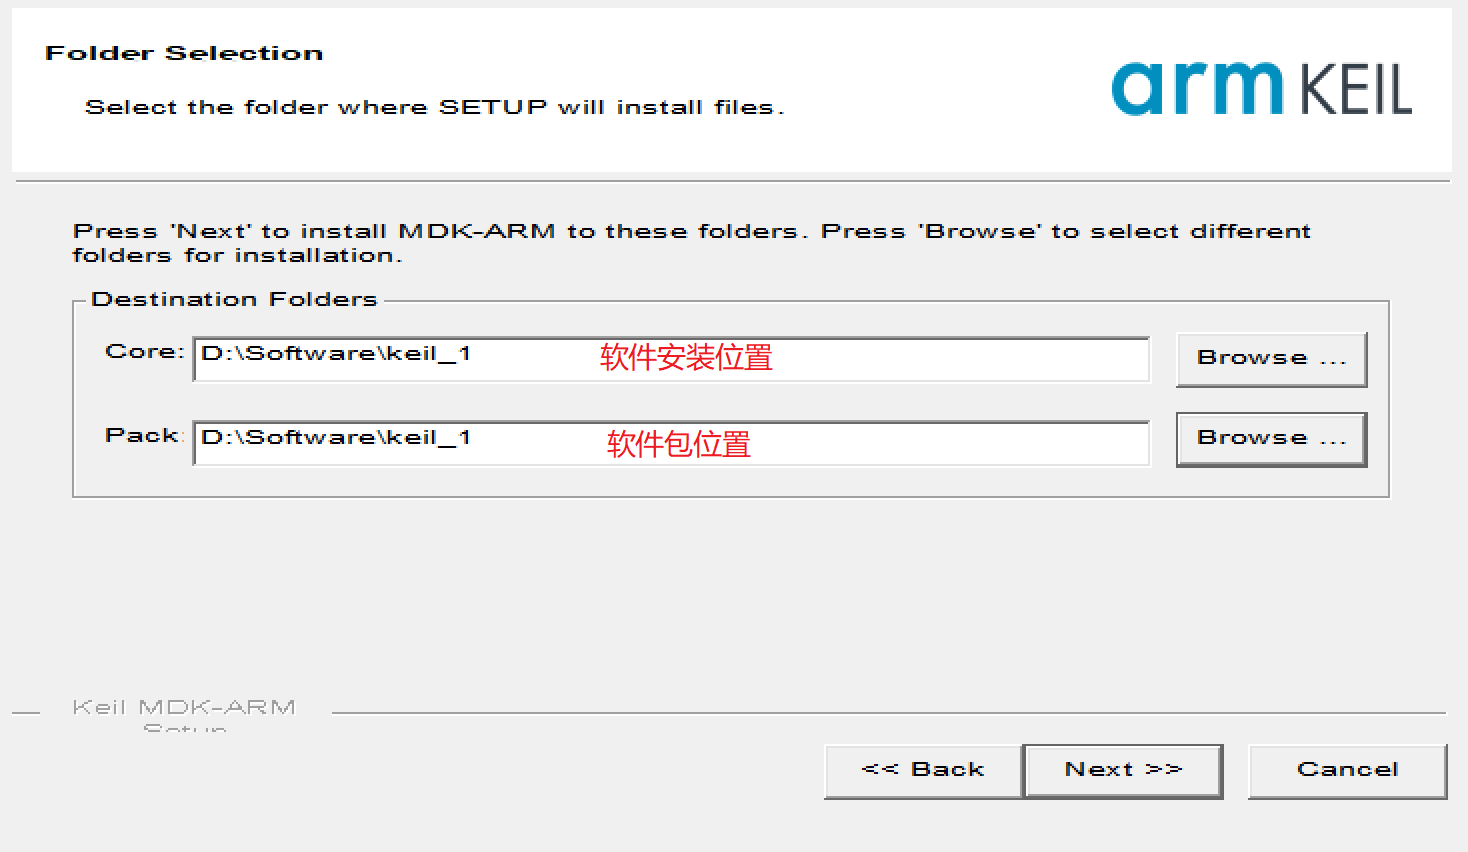 Folder Selection
Select the folder where SETUP will install files.
arm KEIL
Press 'Next' to install MDK-ARM to these folders. Press 'Browse' to select different
folders for installation.
Destination Folders
Core: D:\Software\keil_1 软件安装位置 Browse ...
Pack: D:\Software\keil_1 软件包位置 Browse ...
Keil MDK-ARM
Setup
<< Back Next >> Cancel